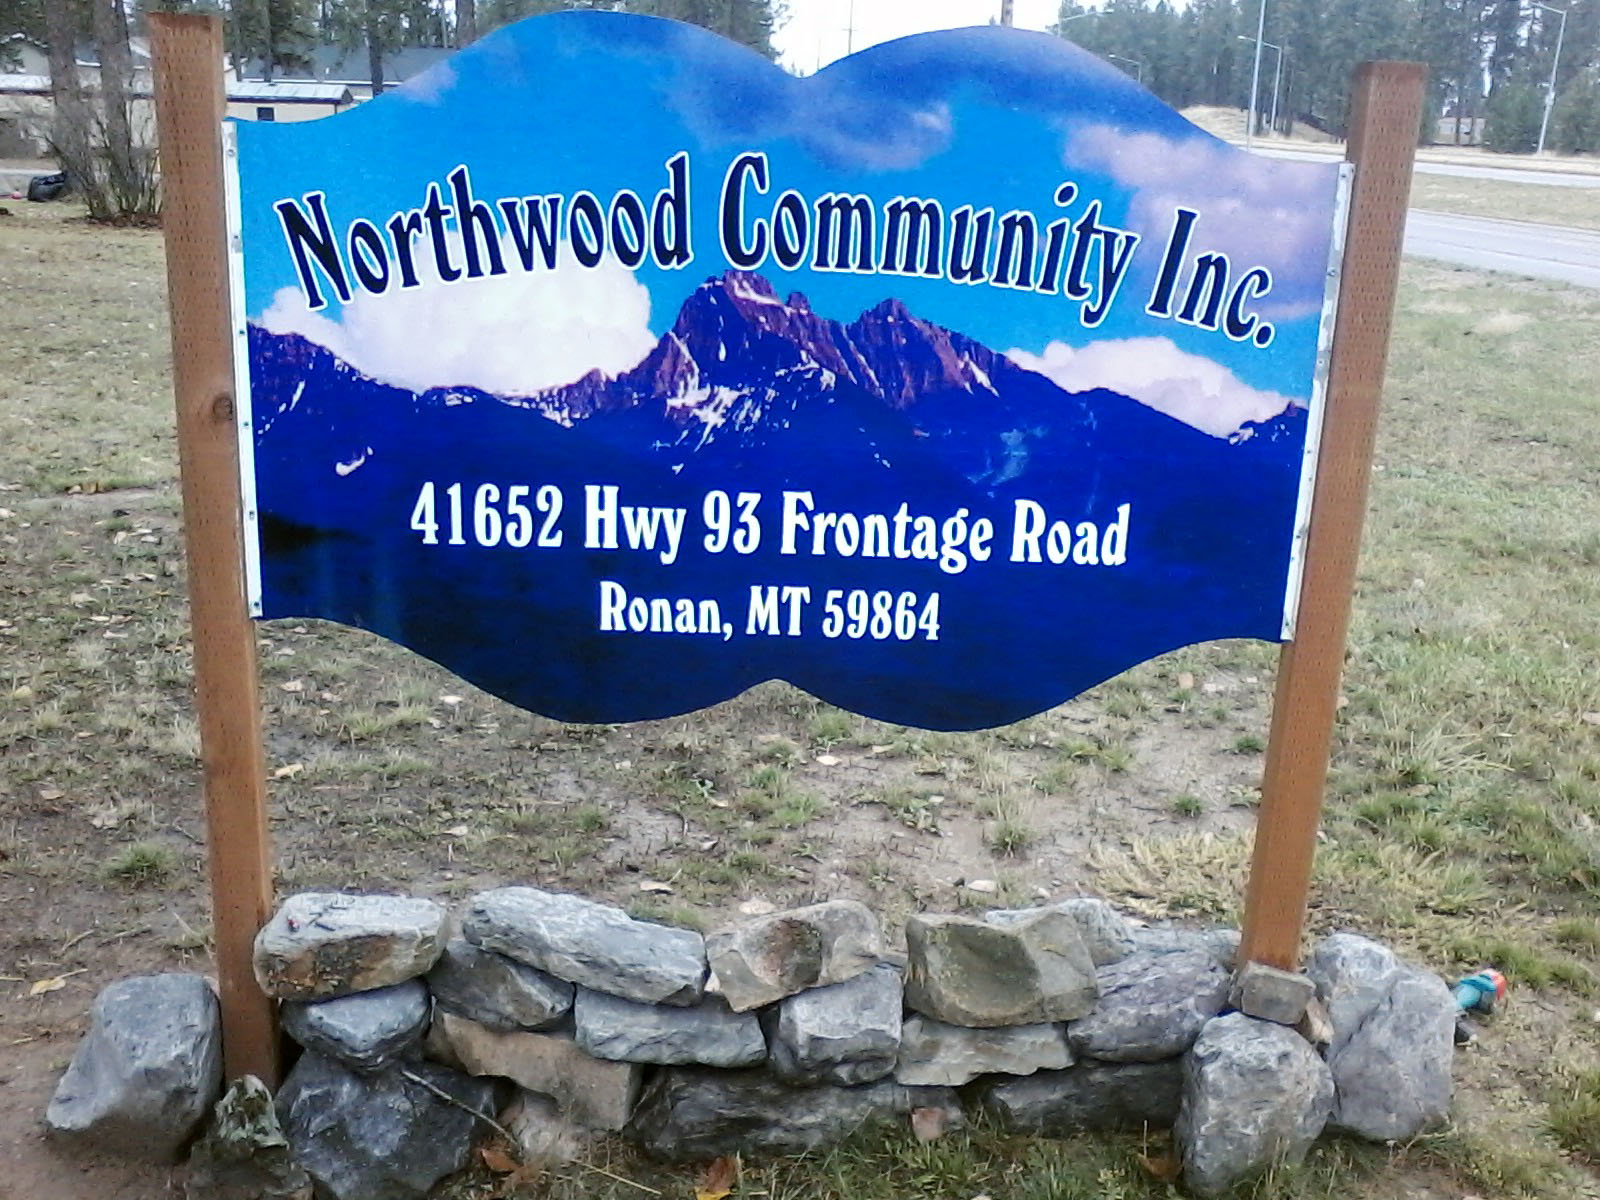 Northwood Community Inc.
41652 Hwy 93 Frontage Road
Ronan, MT 59864